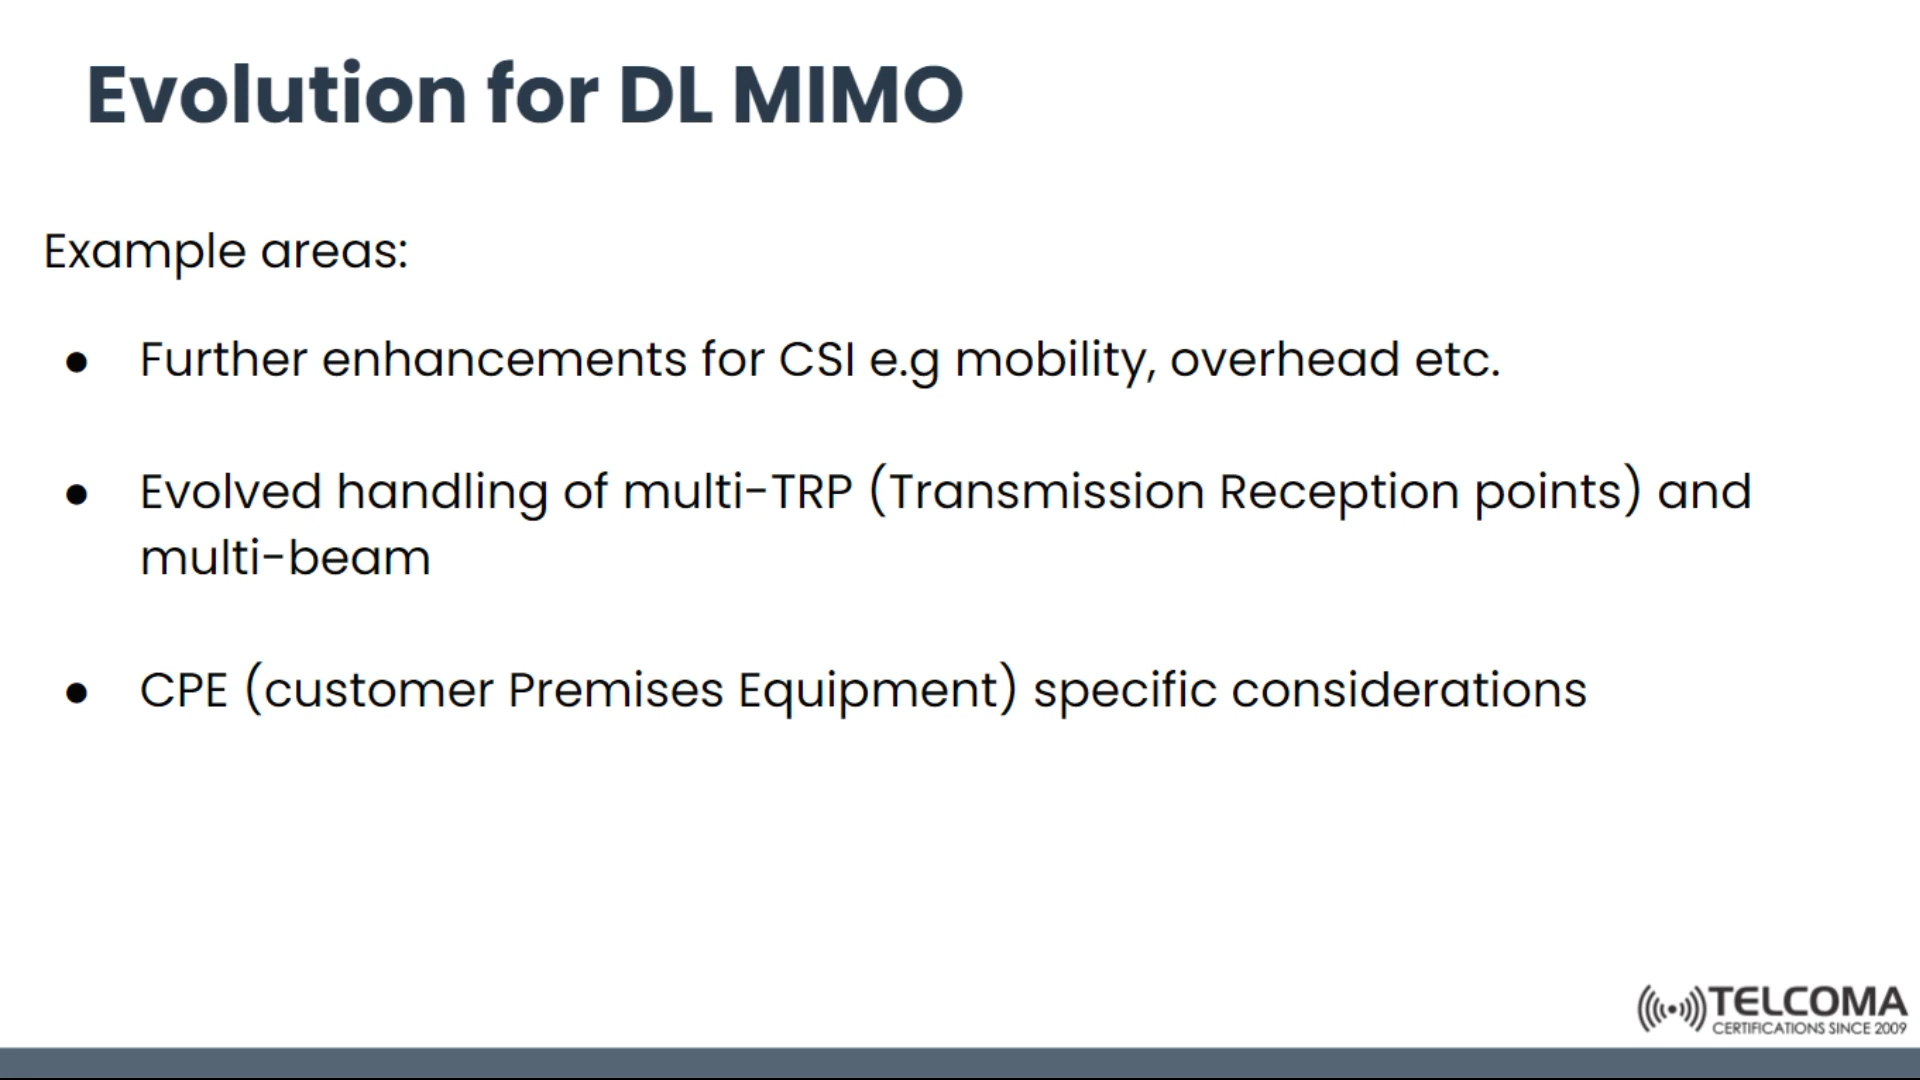 Evolution for DL MIMO
Example areas:
● Further enhancements for CSI e.g mobility, overhead etc.
● Evolved handling of multi-TRP (Transmission Reception points) and
multi-beam
● CPE (customer Premises Equipment) specific considerations
TELCOMA
CERTIFICATIONS SINCE 2009